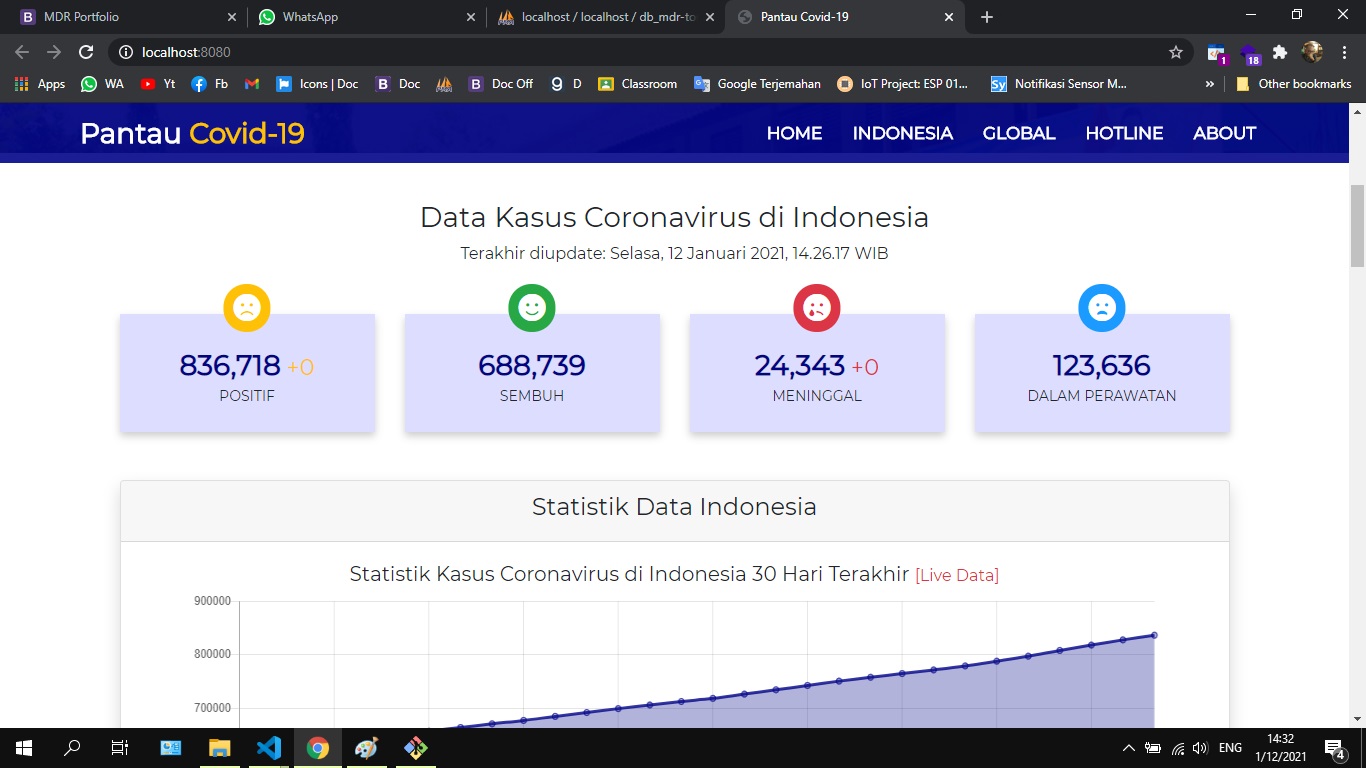 MDR Portfolio
WhatsApp
localhost / localhost / db_mdr-to
Pantau Covid-19
localhost:8080
1
18
Apps
WA
Yt
Fb
Icons | Doc
Doc
Doc Off
D
Classroom
Google Terjemahan
IoT Project: ESP 01...
Sy
Notifikasi Sensor M...
»
Other bookmarks
Pantau Covid-19
HOME
INDONESIA
GLOBAL
HOTLINE
ABOUT
Data Kasus Coronavirus di Indonesia
Terakhir diupdate: Selasa, 12 Januari 2021, 14.26.17 WIB
836,718 +0
POSITIF
688,739
SEMBUH
24,343 +0
MENINGGAL
123,636
DALAM PERAWATAN
Statistik Data Indonesia
Statistik Kasus Coronavirus di Indonesia 30 Hari Terakhir [Live Data]
900000
800000
700000
ENG
14:32
1/12/2021
4